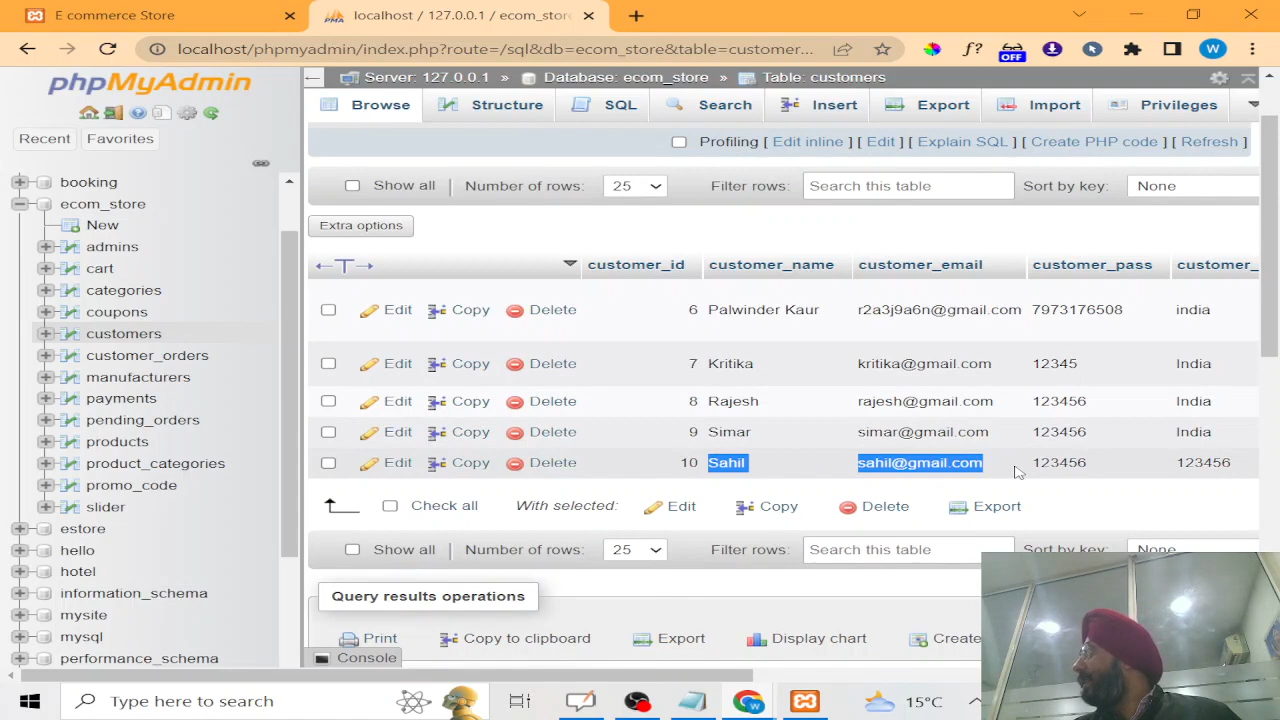 E commerce Store
localhost / 127.0.0.1 / ecom_stor
localhost/phpmyadmin/index.php?route=/sql&db=ecom_store&table=customer...
f?
OFF
W
phpMyAdmin
Recent
Favorites
booking
ecom_store
New
admins
cart
categories
coupons
customers
customer_orders
manufacturers
payments
pending_orders
products
product_categories
promo_code
slider
estore
hello
hotel
information_schema
mysite
mysql
performance_schema
Server: 127.0.0.1 » Database: ecom_store » Table: customers
Browse Structure SQL Search Insert Export Import Privileges
Profiling [ Edit inline ] [ Edit ] [ Explain SQL ] [ Create PHP code ] [ Refresh ]
Show all Number of rows: 25 Filter rows: Search this table Sort by key: None
Extra options
customer_id customer_name customer_email customer_pass customer_
Edit Copy Delete 6 Palwinder Kaur r2a3j9a6n@gmail.com 7973176508 india
Edit Copy Delete 7 Kritika kritika@gmail.com 12345 India
Edit Copy Delete 8 Rajesh rajesh@gmail.com 123456 India
Edit Copy Delete 9 Simar simar@gmail.com 123456 India
Edit Copy Delete 10 Sahil sahil@gmail.com 123456 123456
Check all With selected: Edit Copy Delete Export
Show all Number of rows: 25 Filter rows: Search this table Sort by key: None
Query results operations
Print Copy to clipboard Export Display chart Create
Console
Type here to search
15°C